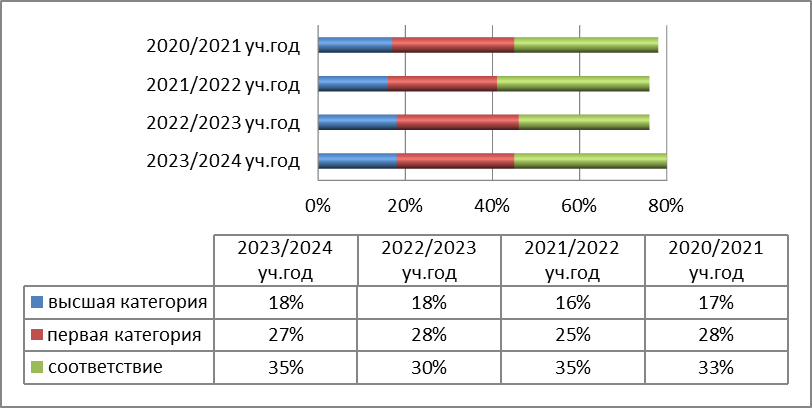 2020/2021 уч.год
2021/2022 уч.год
2022/2023 уч.год
2023/2024 уч.год
0% 20% 40% 60% 80%
2023/2024 уч.год 2022/2023 уч.год 2021/2022 уч.год 2020/2021 уч.год
высшая категория 18% 18% 16% 17%
первая категория 27% 28% 25% 28%
соответствие 35% 30% 35% 33%